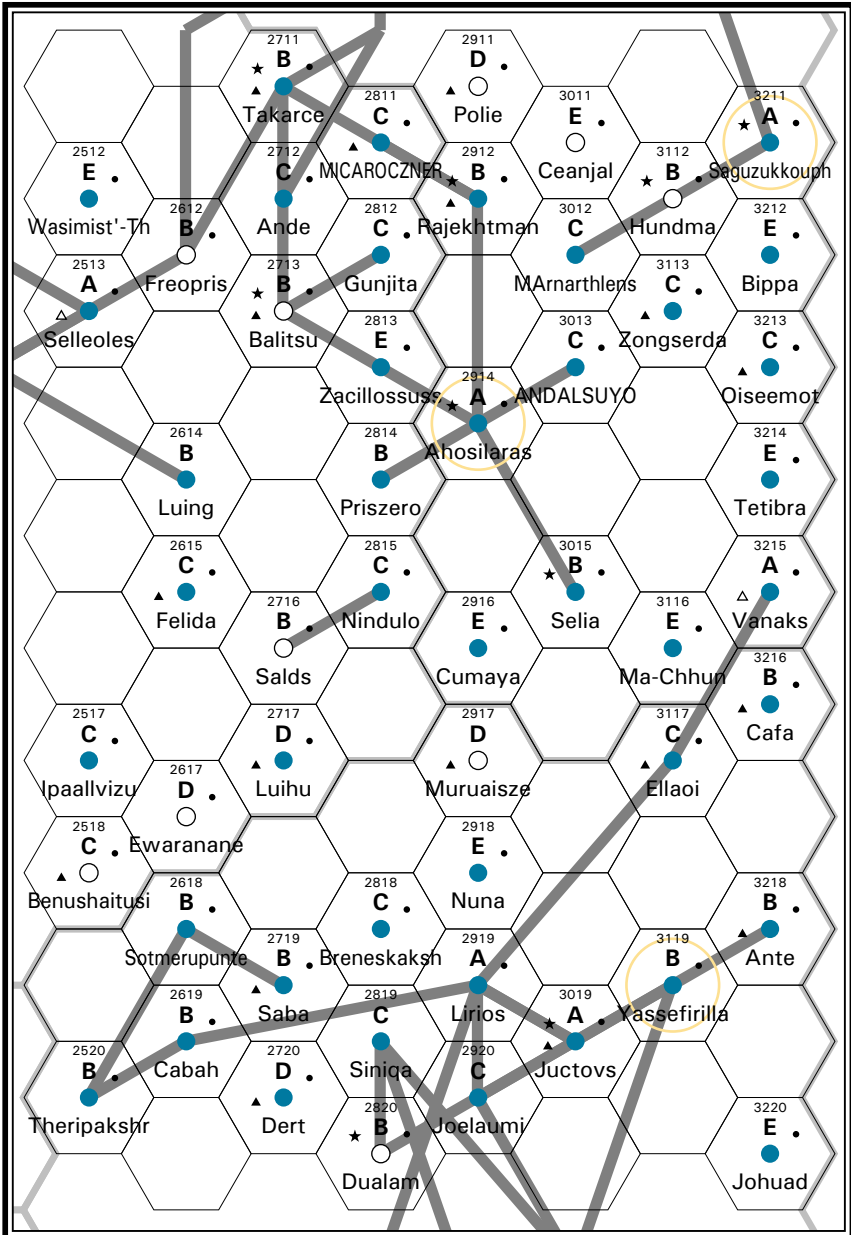 2711
B
Takarce
2911
D
Polie
2811
C
MICAROCZNER
3011
E
Ceanjal
3211
A
Saguzukkouph
2512
E
Wasimist'-Th
2712
C
Ande
2912
B
Rajekhtman
3112
B
Hundma
2612
B
Freopris
2812
C
Gunjita
3012
C
MArnarthlens
3212
E
Bippa
2513
A
Selleoles
2713
B
Balitsu
3113
C
Zongserda
2813
E
Zacillossuss
3013
C
ANDALSUYO
3213
C
Oiseemot
2914
A
Ahosilaras
2614
B
Luing
2814
B
Priszero
3214
E
Tetibra
2615
C
Felida
2815
C
Nindulo
3015
B
Selia
3215
A
Vanaks
2716
B
Salds
2916
E
Cumaya
3116
E
Ma-Chhun
3216
B
Cafa
2517
C
Ipaallvizu
2717
D
Luihu
2917
D
Muruaisze
3117
C
Ellaoi
2617
D
Ewaranane
2518
C
Benushaitusi
2918
E
Nuna
2618
B
Sotmerupunte
2818
C
Breneskaksh
3218
B
Ante
2719
B
Saba
2919
A
Lirios
3119
B
Yassefirilla
2619
B
Cabah
2819
C
Siniqa
3019
A
Juctovs
2520
B
Theripakshr
2720
D
Dert
2920
C
Joelaumi
2820
B
Dualam
3220
E
Johuad